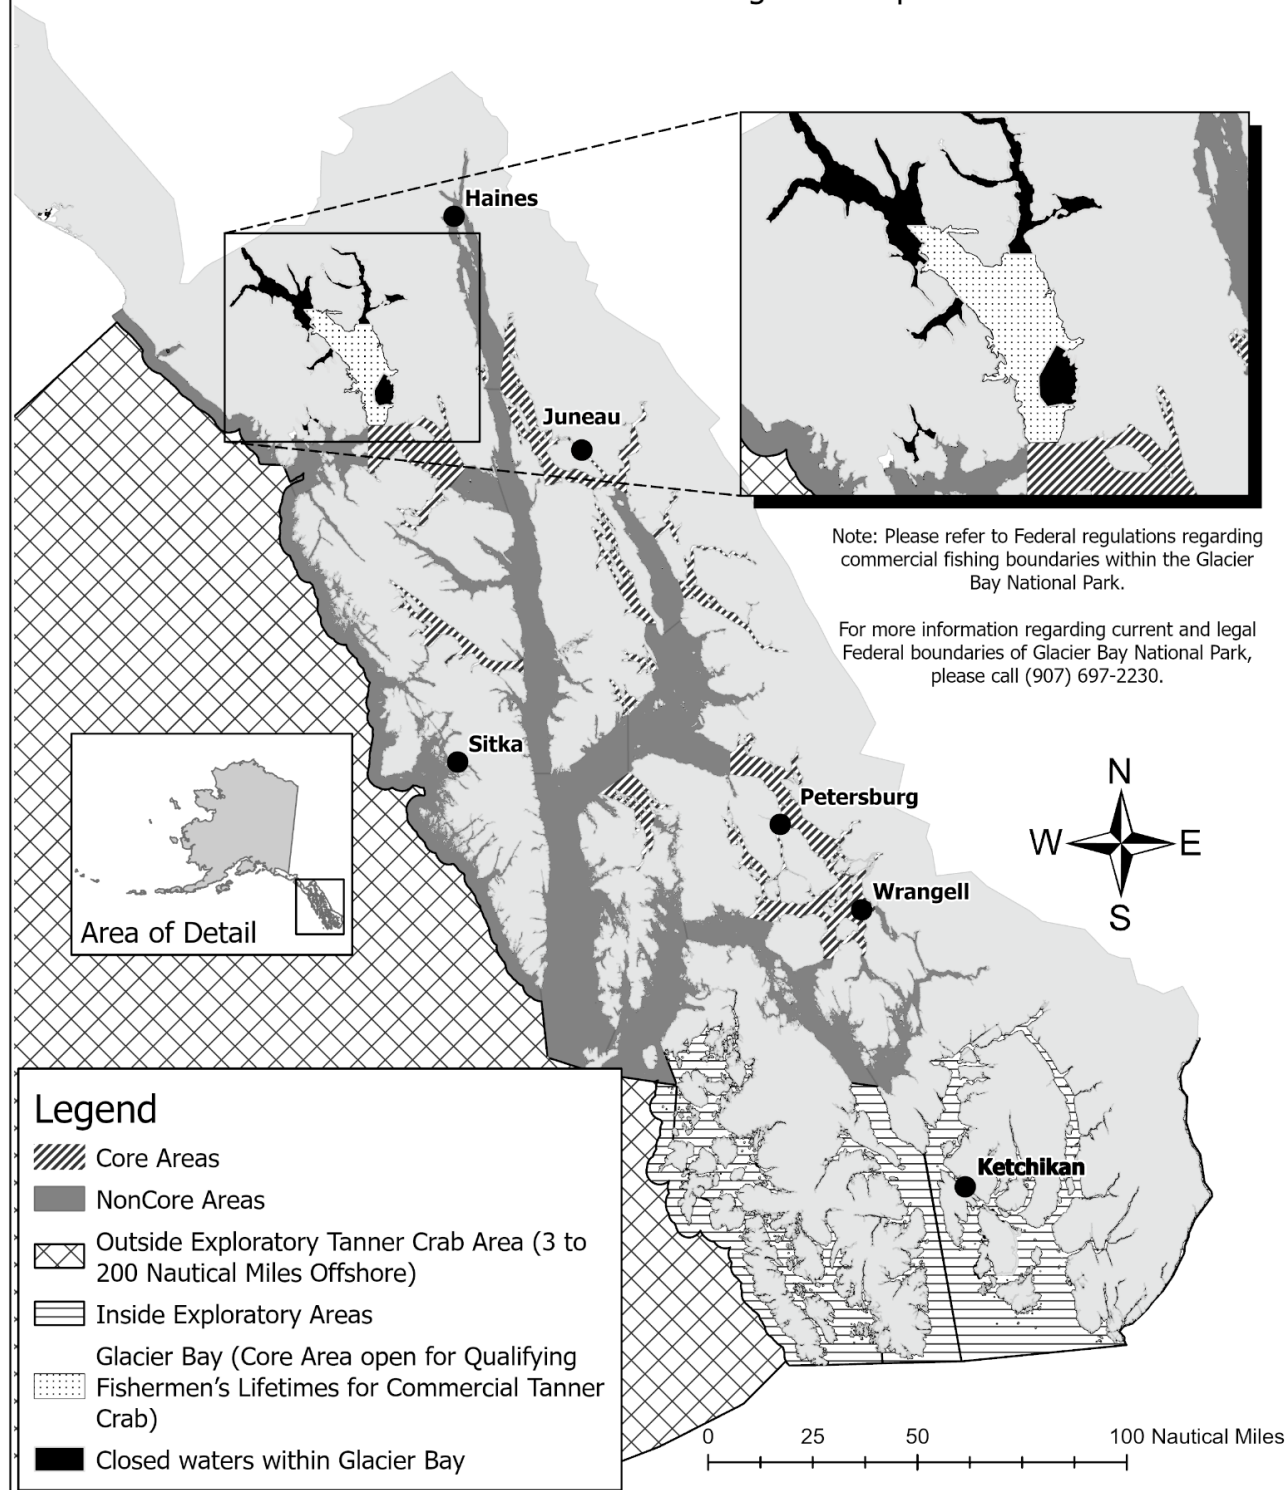 Haines
Juneau
Note: Please refer to Federal regulations regarding
commercial fishing boundaries within the Glacier
Bay National Park.
For more information regarding current and legal
Federal boundaries of Glacier Bay National Park,
please call (907) 697-2230.
Sitka
Petersburg
Wrangell
N
W
E
S
Area of Detail
Ketchikan
Legend
Core Areas
NonCore Areas
Outside Exploratory Tanner Crab Area (3 to
200 Nautical Miles Offshore)
Inside Exploratory Areas
Glacier Bay (Core Area open for Qualifying
Fishermen’s Lifetimes for Commercial Tanner
Crab)
Closed waters within Glacier Bay
0 25 50 100 Nautical Miles